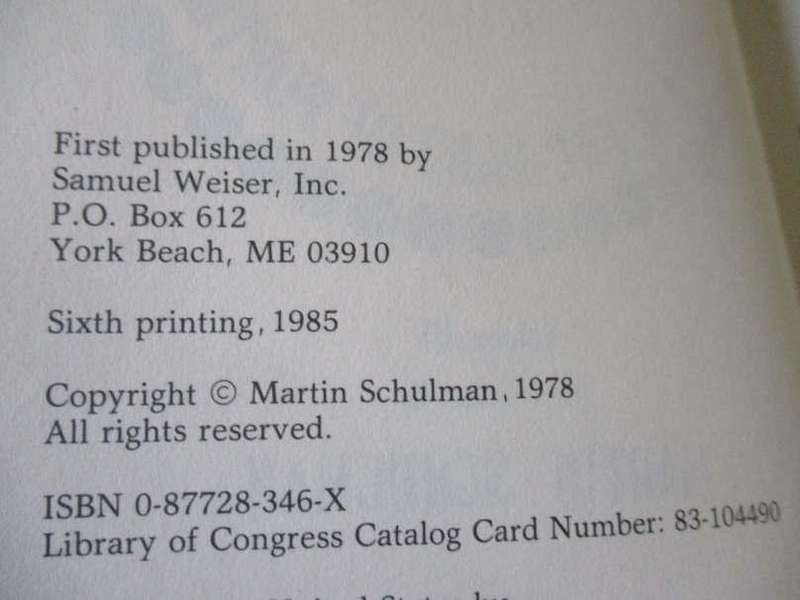 First published in 1978 by
Samuel Weiser, Inc.
P.O. Box 612
York Beach, ME 03910
Sixth printing, 1985
Copyright © Martin Schulman, 1978
All rights reserved.
ISBN 0-87728-346-X
Library of Congress Catalog Card Number: 83-104490